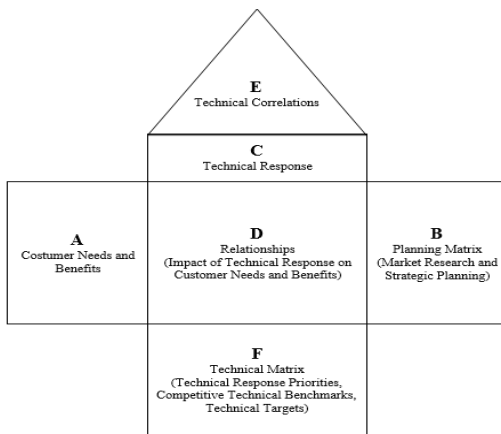 E
Technical Correlations
C
Technical Response
A
Costumer Needs and
Benefits
D
Relationships
(Impact of Technical Response on
Customer Needs and Benefits)
B
Planning Matrix
(Market Research and
Strategic Planning)
F
Technical Matrix
(Technical Response Priorities,
Competitive Technical Benchmarks,
Technical Targets)